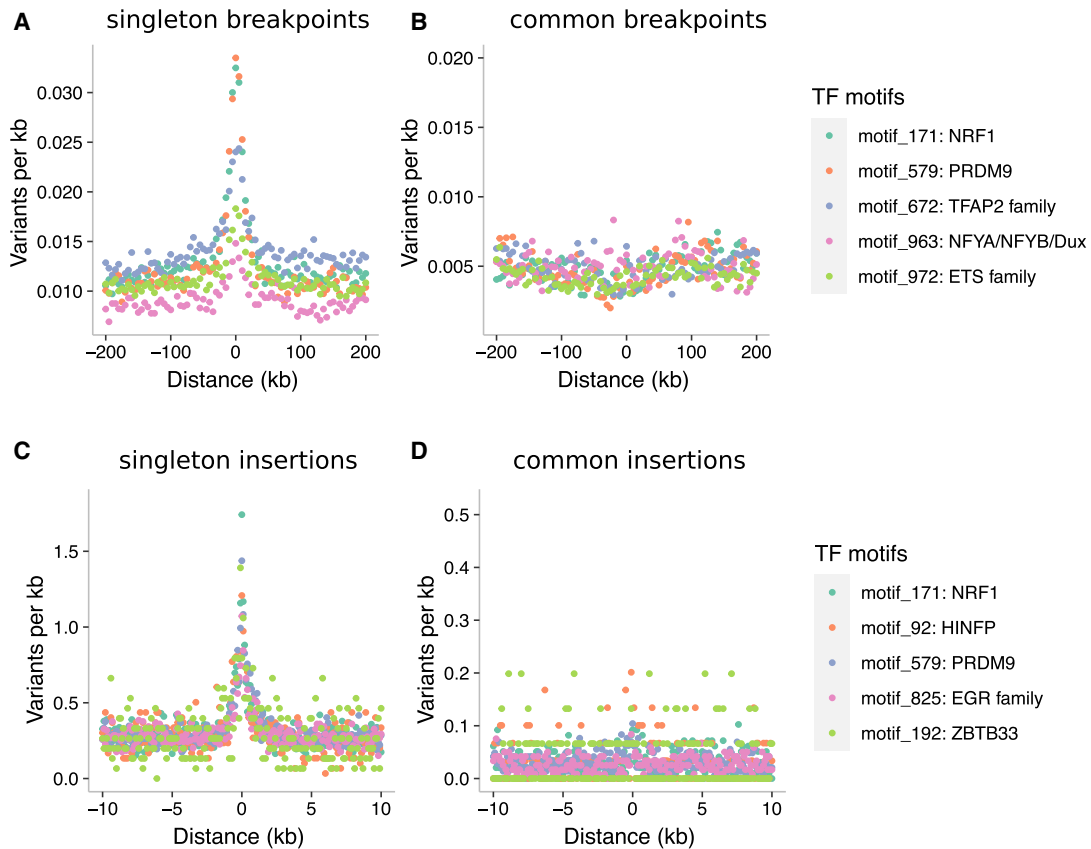 A
singleton breakpoints
B
common breakpoints
Variants per kb
0.030
0.025
0.020
0.015
0.010
−200
−100
0
100
200
Distance (kb)
Variants per kb
0.020
0.015
0.010
0.005
−200
−100
0
100
200
Distance (kb)
TF motifs
motif_171: NRF1
motif_579: PRDM9
motif_672: TFAP2 family
motif_963: NFYA/NFYB/Dux
motif_972: ETS family
C
singleton insertions
D
common insertions
Variants per kb
1.5
1.0
0.5
0.0
−10
−5
0
5
10
Distance (kb)
Variants per kb
0.5
0.4
0.3
0.2
0.1
0.0
−10
−5
0
5
10
Distance (kb)
TF motifs
motif_171: NRF1
motif_92: HINFP
motif_579: PRDM9
motif_825: EGR family
motif_192: ZBTB33